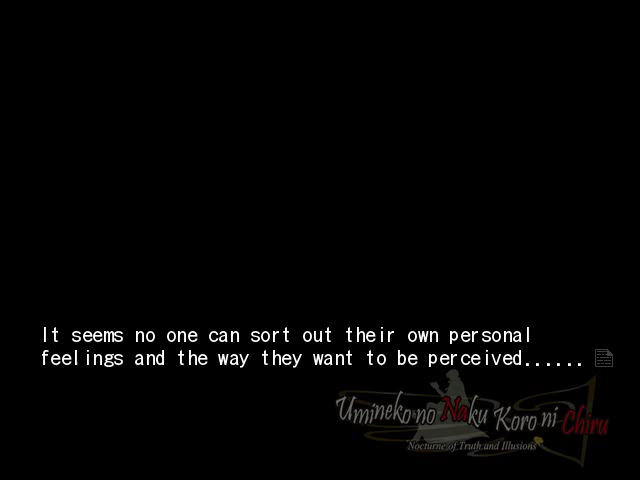 It seems no one can sort out their own personal
feelings and the way they want to be perceived......
Umineko no Naku Koro ni Chiru
Nocturne of Truth and Illusions